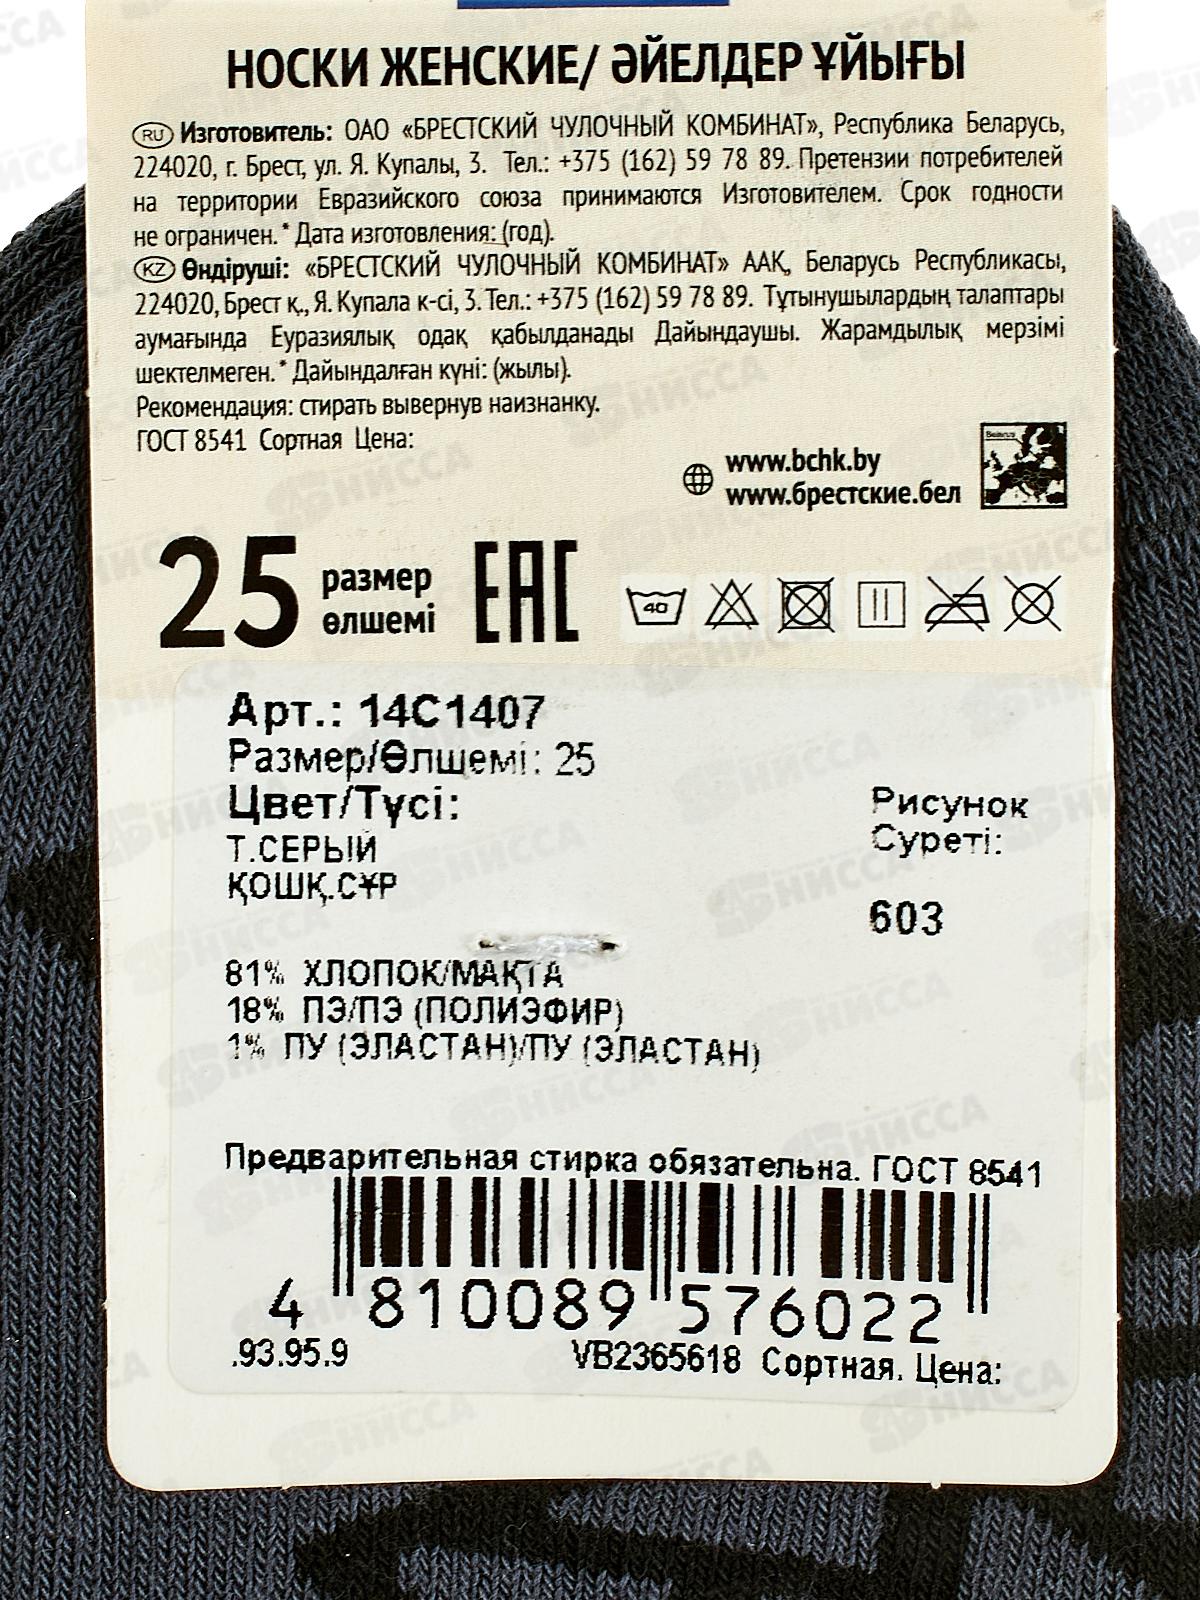 НОСКИ ЖЕНСКИЕ/ ӘЙЕЛДЕР ҰЙЫҒЫ
RU Изготовитель: ОАО «БРЕСТСКИЙ ЧУЛОЧНЫЙ КОМБИНАТ», Республика Беларусь,
224020, г. Брест, ул. Я. Купалы, 3. Тел.: +375 (162) 59 78 89. Претензии потребителей
на территории Евразийского союза принимаются Изготовителем. Срок годности
не ограничен.* Дата изготовления: (год).
KZ Өндіруші: «БРЕСТСКИЙ ЧУЛОЧНЫЙ КОМБИНАТ» ААҚ, Беларусь Республикасы,
224020, Брест қ., Я. Купала к-сі, 3. Тел.: +375 (162) 59 78 89. Тұтынушылардың талаптары
аумағында Еуразиялық одақ қабылданады Дайындаушы. Жарамдылық мерзімі
шектелмеген.* Дайындалған күні: (жылы).
Рекомендация: стирать вывернув наизнанку.
ГОСТ 8541 Сортная Цена:
www.bchk.by
www.брестские.бел
Belarus
25 размер
өлшемі
EAC
40
Арт.: 14С1407
Размер/Өлшемі: 25
Цвет/Түсі:
Т.СЕРЫЙ
ҚОШҚ.СҰР
Рисунок
Суреті:
603
81% ХЛОПОК/МАҚТА
18% ПЭ/ПЭ (ПОЛИЭФИР)
1% ПУ (ЭЛАСТАН)/ПУ (ЭЛАСТАН)
Предварительная стирка обязательна. ГОСТ 8541
4 810089 576022
.93.95.9 VB2365618 Сортная. Цена:
НИССА